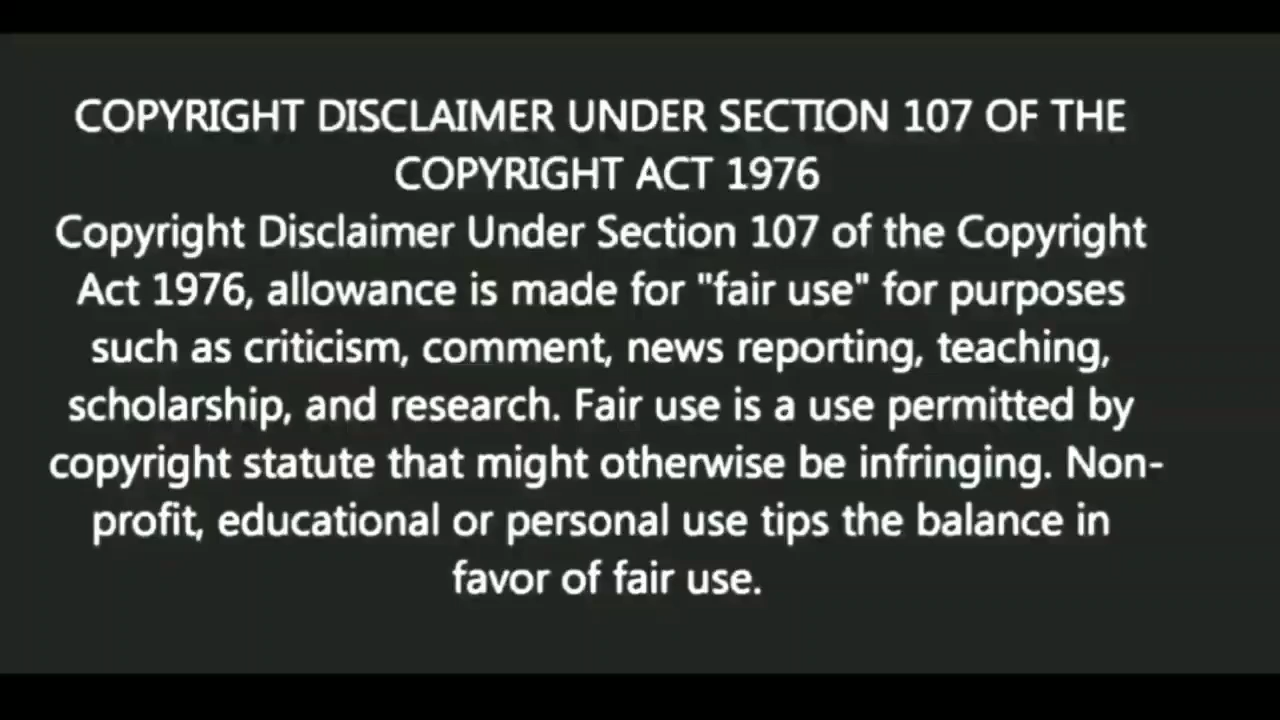 COPYRIGHT DISCLAIMER UNDER SECTION 107 OF THE
COPYRIGHT ACT 1976
Copyright Disclaimer Under Section 107 of the Copyright
Act 1976, allowance is made for "fair use" for purposes
such as criticism, comment, news reporting, teaching,
scholarship, and research. Fair use is a use permitted by
copyright statute that might otherwise be infringing. Non-
profit, educational or personal use tips the balance in
favor of fair use.